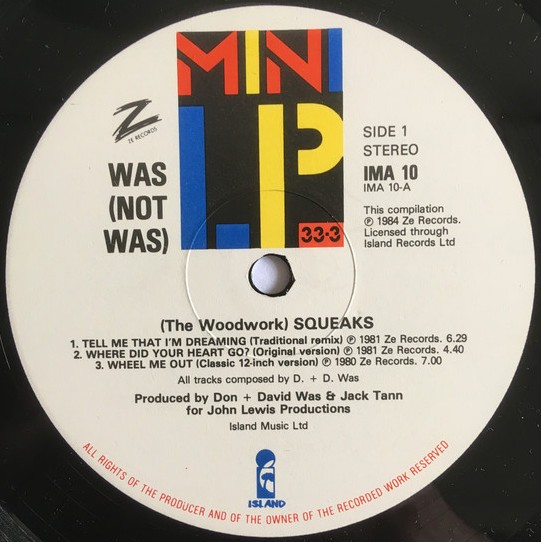 MINI
LP
33·3
Z
ZE RECORDS
WAS
(NOT
WAS)
SIDE 1
STEREO
IMA 10
IMA 10-A
This compilation
℗ 1984 Ze Records.
Licensed through
Island Records Ltd
(The Woodwork) SQUEAKS
1. TELL ME THAT I'M DREAMING (Traditional remix) ℗ 1981 Ze Records. 6.29
2. WHERE DID YOUR HEART GO? (Original version) ℗ 1981 Ze Records. 4.40
3. WHEEL ME OUT (Classic 12-inch version) ℗ 1980 Ze Records. 7.00
All tracks composed by D. + D. Was
Produced by Don + David Was & Jack Tann
for John Lewis Productions
Island Music Ltd
ISLAND
ALL RIGHTS OF THE PRODUCER AND OF THE OWNER OF THE RECORDED WORK RESERVED